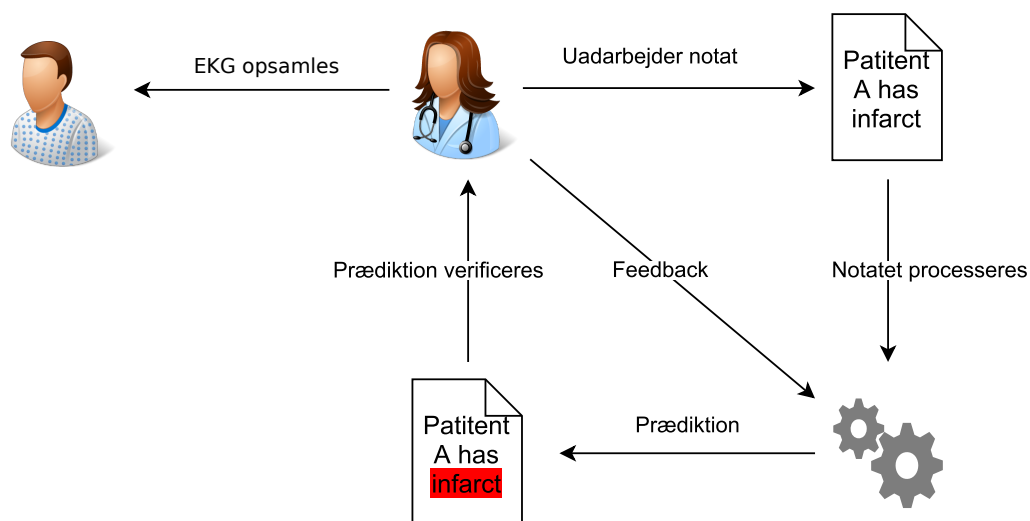 EKG opsamles
Uadarbejder notat
Patitent
A has
infarct
Prædiktion verificeres
Feedback
Notatet processeres
Patitent
A has
infarct
Prædiktion